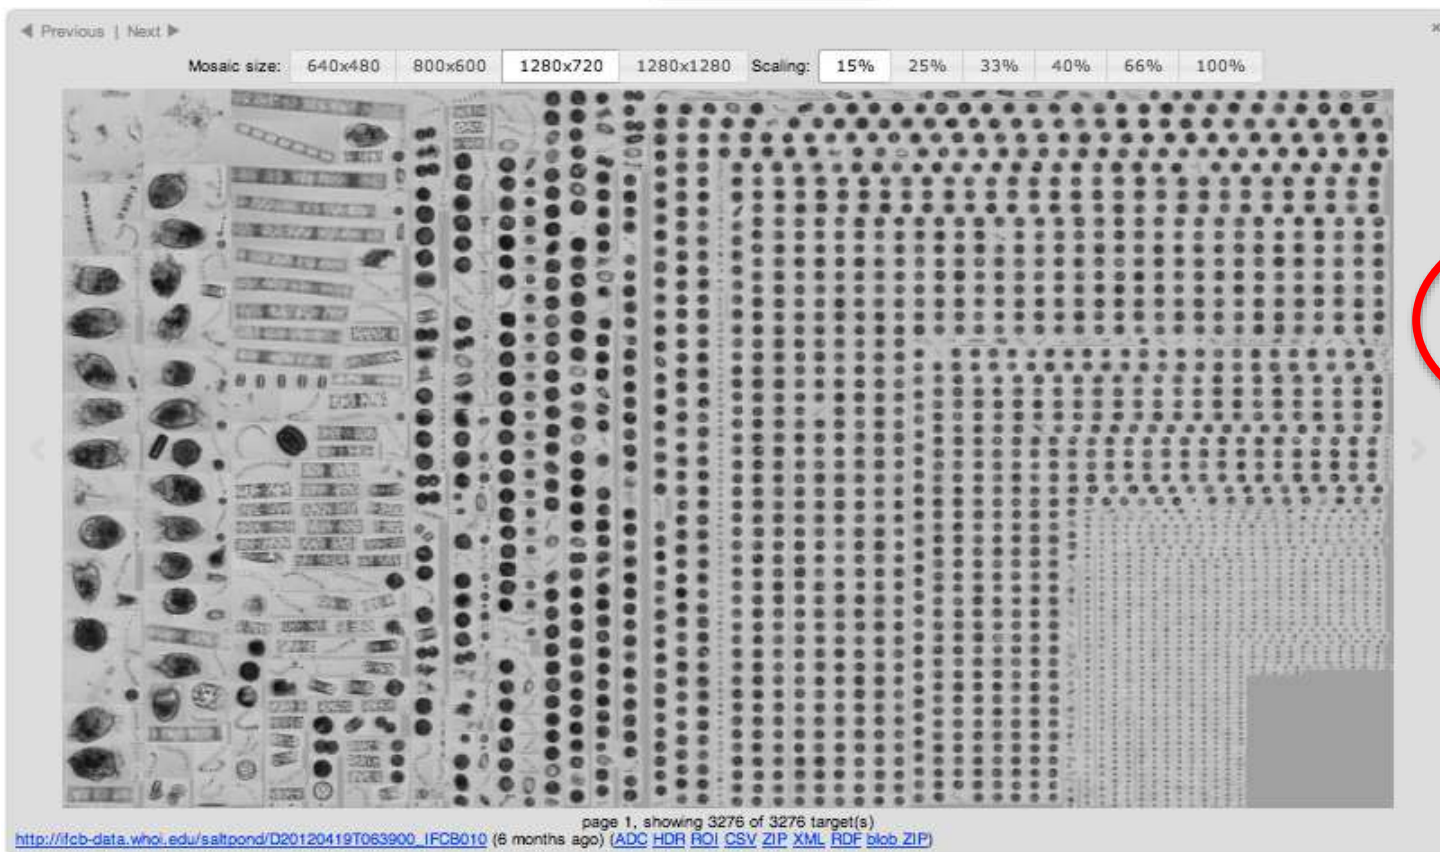 ◀ Previous | Next ▶ ×
Mosaic size: 640x480 800x600 1280x720 1280x1280 Scaling: 15% 25% 33% 40% 66% 100%
page 1, showing 3276 of 3276 target(s)
http://ifcb-data.whoi.edu/saltpond/D20120419T063900_IFCB010 (6 months ago) (ADC HDR ROI CSV ZIP XML RDF blob ZIP)